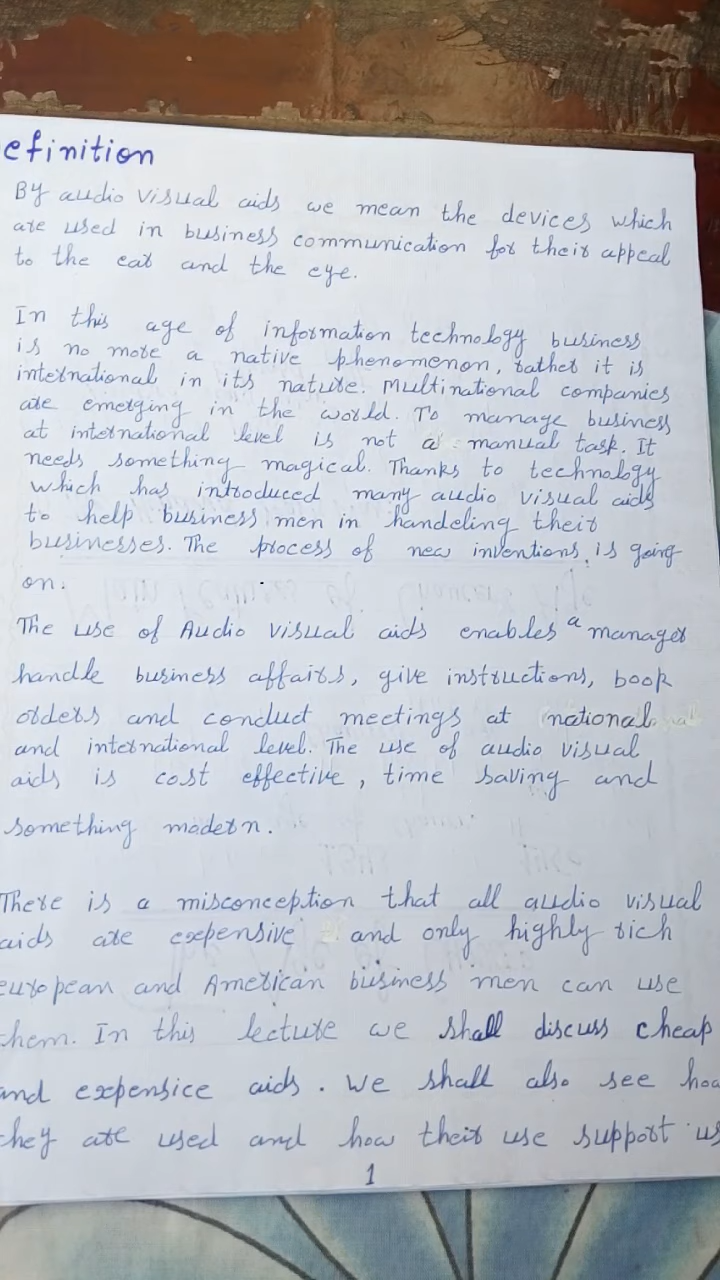 efinition
By audio visual aids we mean the devices which
are used in business communication for their appeal
to the ear and the eye.
In this age of information technology business
is no more a native phenomenon, rather it is
international in its nature. Multinational companies
are emerging in the world. To manage business
at international level is not a manual task. It
needs something magical. Thanks to technology
which has introduced many audio visual aids
to help business men in handeling their
businesses. The process of new inventions is going
on.
The use of Audio visual aids enables a manager
handle business affairs, give instructions, book
orders and conduct meetings at national
and international level. The use of audio visual
aids is cost effective, time saving and
something modern.
There is a misconception that all audio visual
aids are expensive and only highly rich
european and American business men can use
them. In this lecture we shall discuss cheap
and expensice aids. We shall also see how
they are used and how their use support us
1